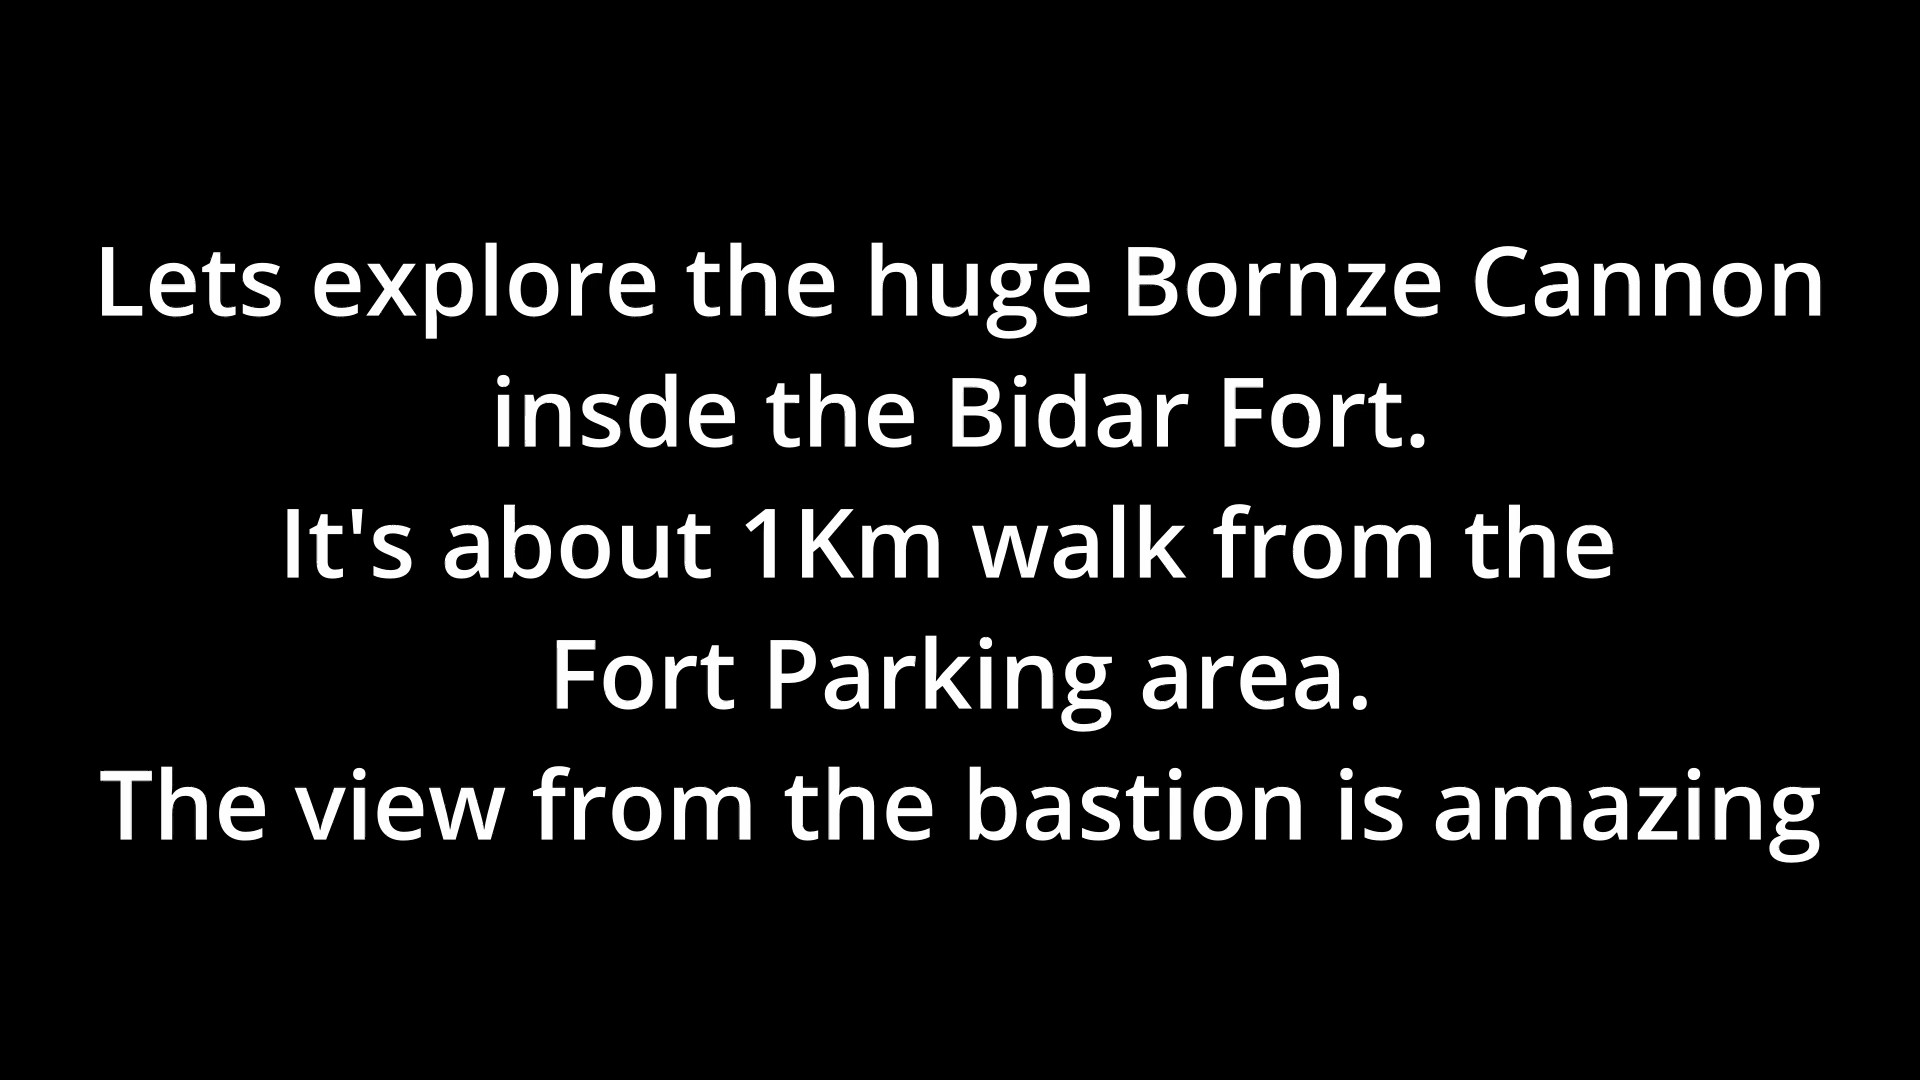 Lets explore the huge Bornze Cannon
insde the Bidar Fort.
It's about 1Km walk from the
Fort Parking area.
The view from the bastion is amazing